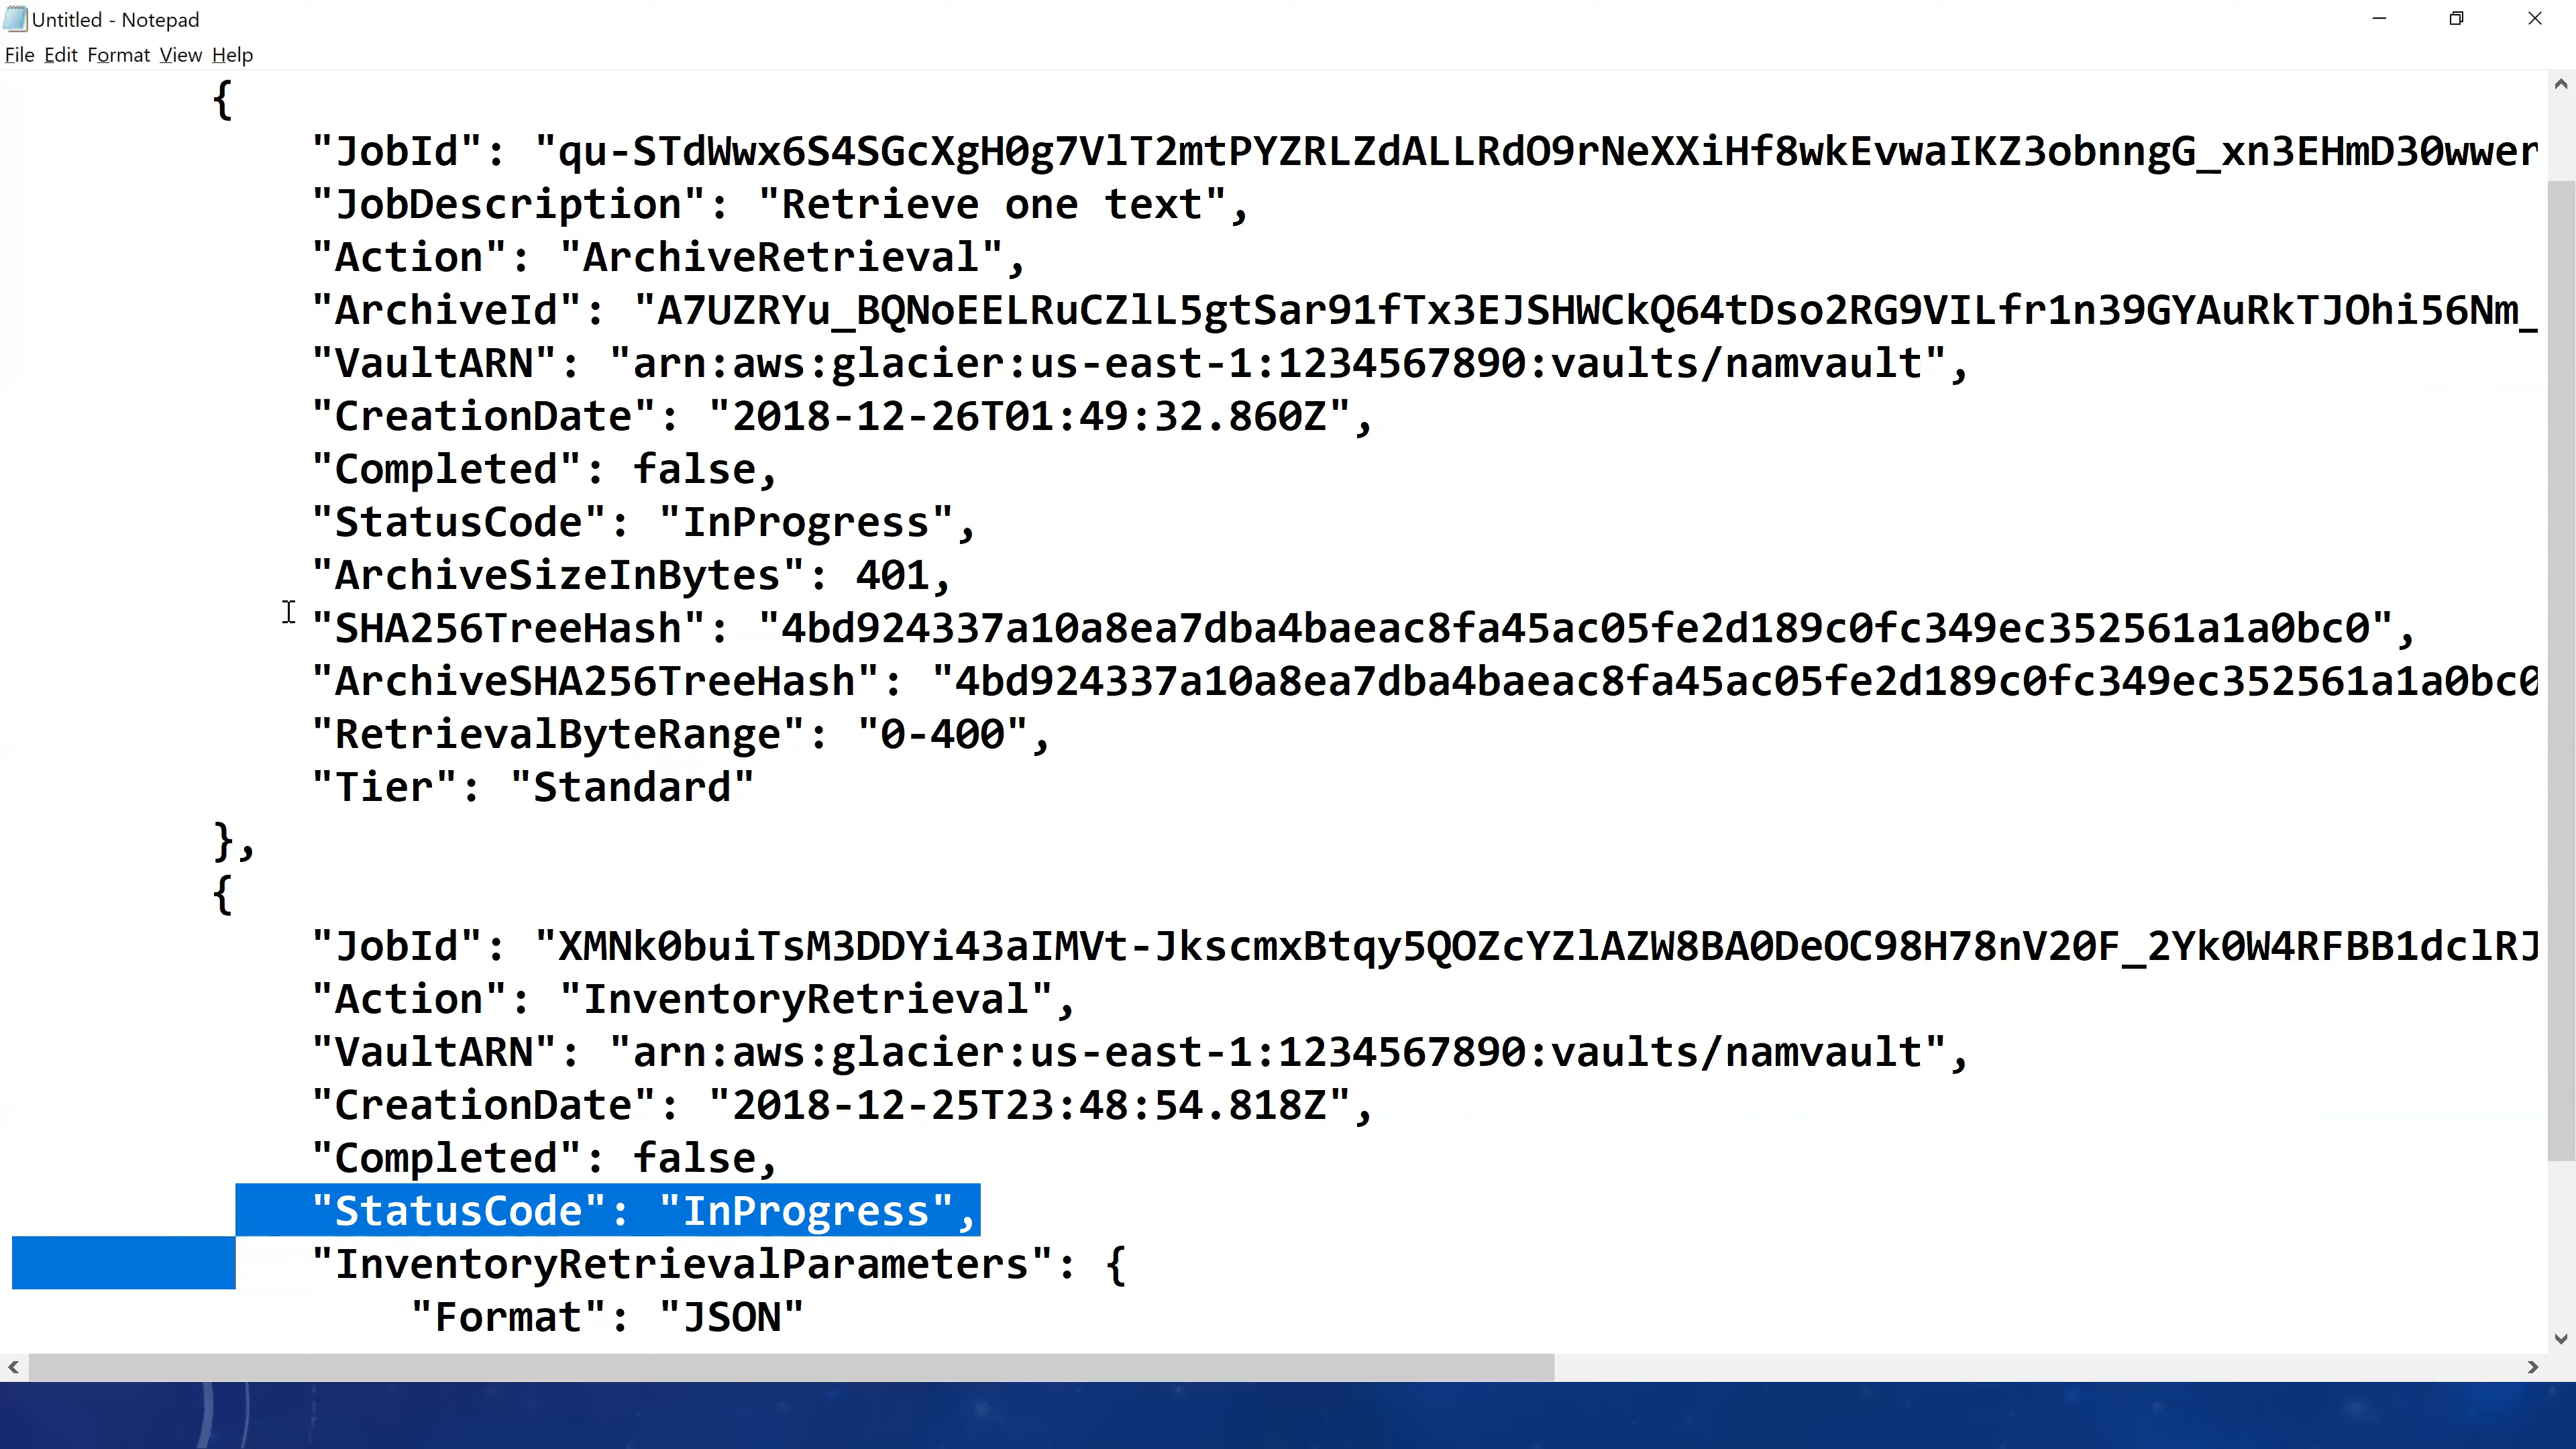 Untitled - Notepad
File Edit Format View Help
{
"JobId": "qu-STdWwx6S4SGcXgH0g7VlT2mtPYZRLZdALLRdO9rNeXXiHf8wkEvwaIKZ3obnngG_xn3EHmD30wwer
"JobDescription": "Retrieve one text",
"Action": "ArchiveRetrieval",
"ArchiveId": "A7UZRYu_BQNoEELRuCZlL5gtSar91fTx3EJSHWCkQ64tDso2RG9VILfr1n39GYAuRkTJOhi56Nm_
"VaultARN": "arn:aws:glacier:us-east-1:1234567890:vaults/namvault",
"CreationDate": "2018-12-26T01:49:32.860Z",
"Completed": false,
"StatusCode": "InProgress",
"ArchiveSizeInBytes": 401,
"SHA256TreeHash": "4bd924337a10a8ea7dba4baeac8fa45ac05fe2d189c0fc349ec352561a1a0bc0",
"ArchiveSHA256TreeHash": "4bd924337a10a8ea7dba4baeac8fa45ac05fe2d189c0fc349ec352561a1a0bc0
"RetrievalByteRange": "0-400",
"Tier": "Standard"
},
{
"JobId": "XMNk0buiTsM3DDYi43aIMVt-JkscmxBtqy5QOZcYZlAZW8BA0DeOC98H78nV20F_2Yk0W4RFBB1dclRJ
"Action": "InventoryRetrieval",
"VaultARN": "arn:aws:glacier:us-east-1:1234567890:vaults/namvault",
"CreationDate": "2018-12-25T23:48:54.818Z",
"Completed": false,
"StatusCode": "InProgress",
"InventoryRetrievalParameters": {
"Format": "JSON"